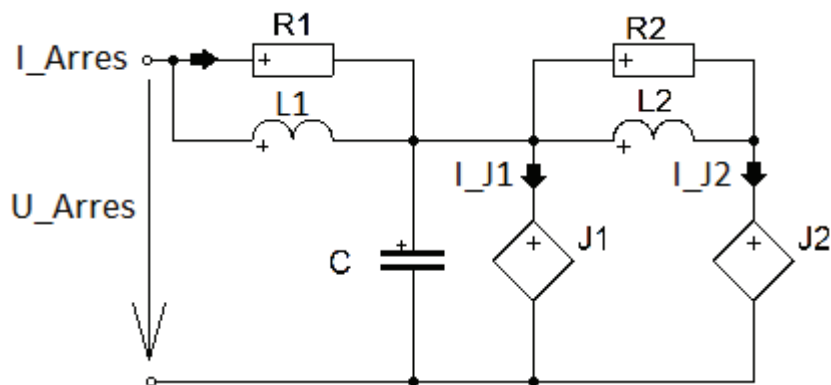 R1
R2
I_Arres
L1
L2
I_J1
I_J2
U_Arres
C
J1
J2